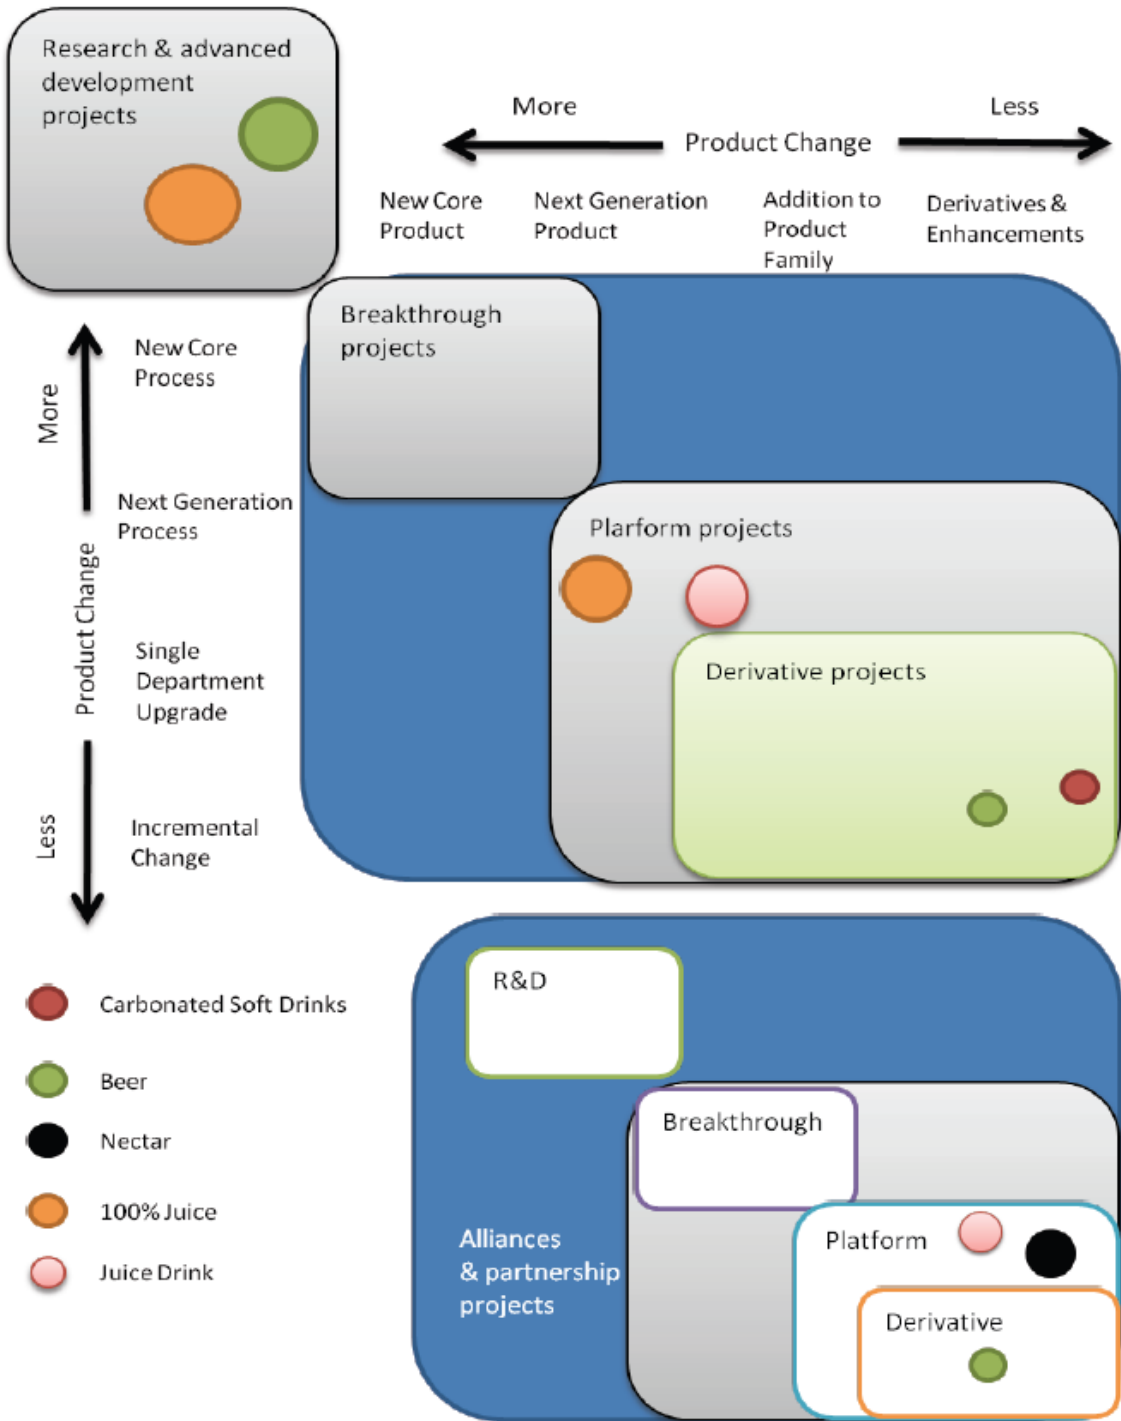 Research & advanced
development
projects
More
Less
Product Change
New Core
Product
Next Generation
Product
Addition to
Product
Family
Derivatives &
Enhancements
Breakthrough
projects
New Core
Process
More
Next Generation
Process
Plarform projects
Product Change
Single
Department
Upgrade
Derivative projects
Less
Incremental
Change
R&D
Carbonated Soft Drinks
Beer
Nectar
100% Juice
Juice Drink
Breakthrough
Alliances
& partnership
projects
Platform
Derivative